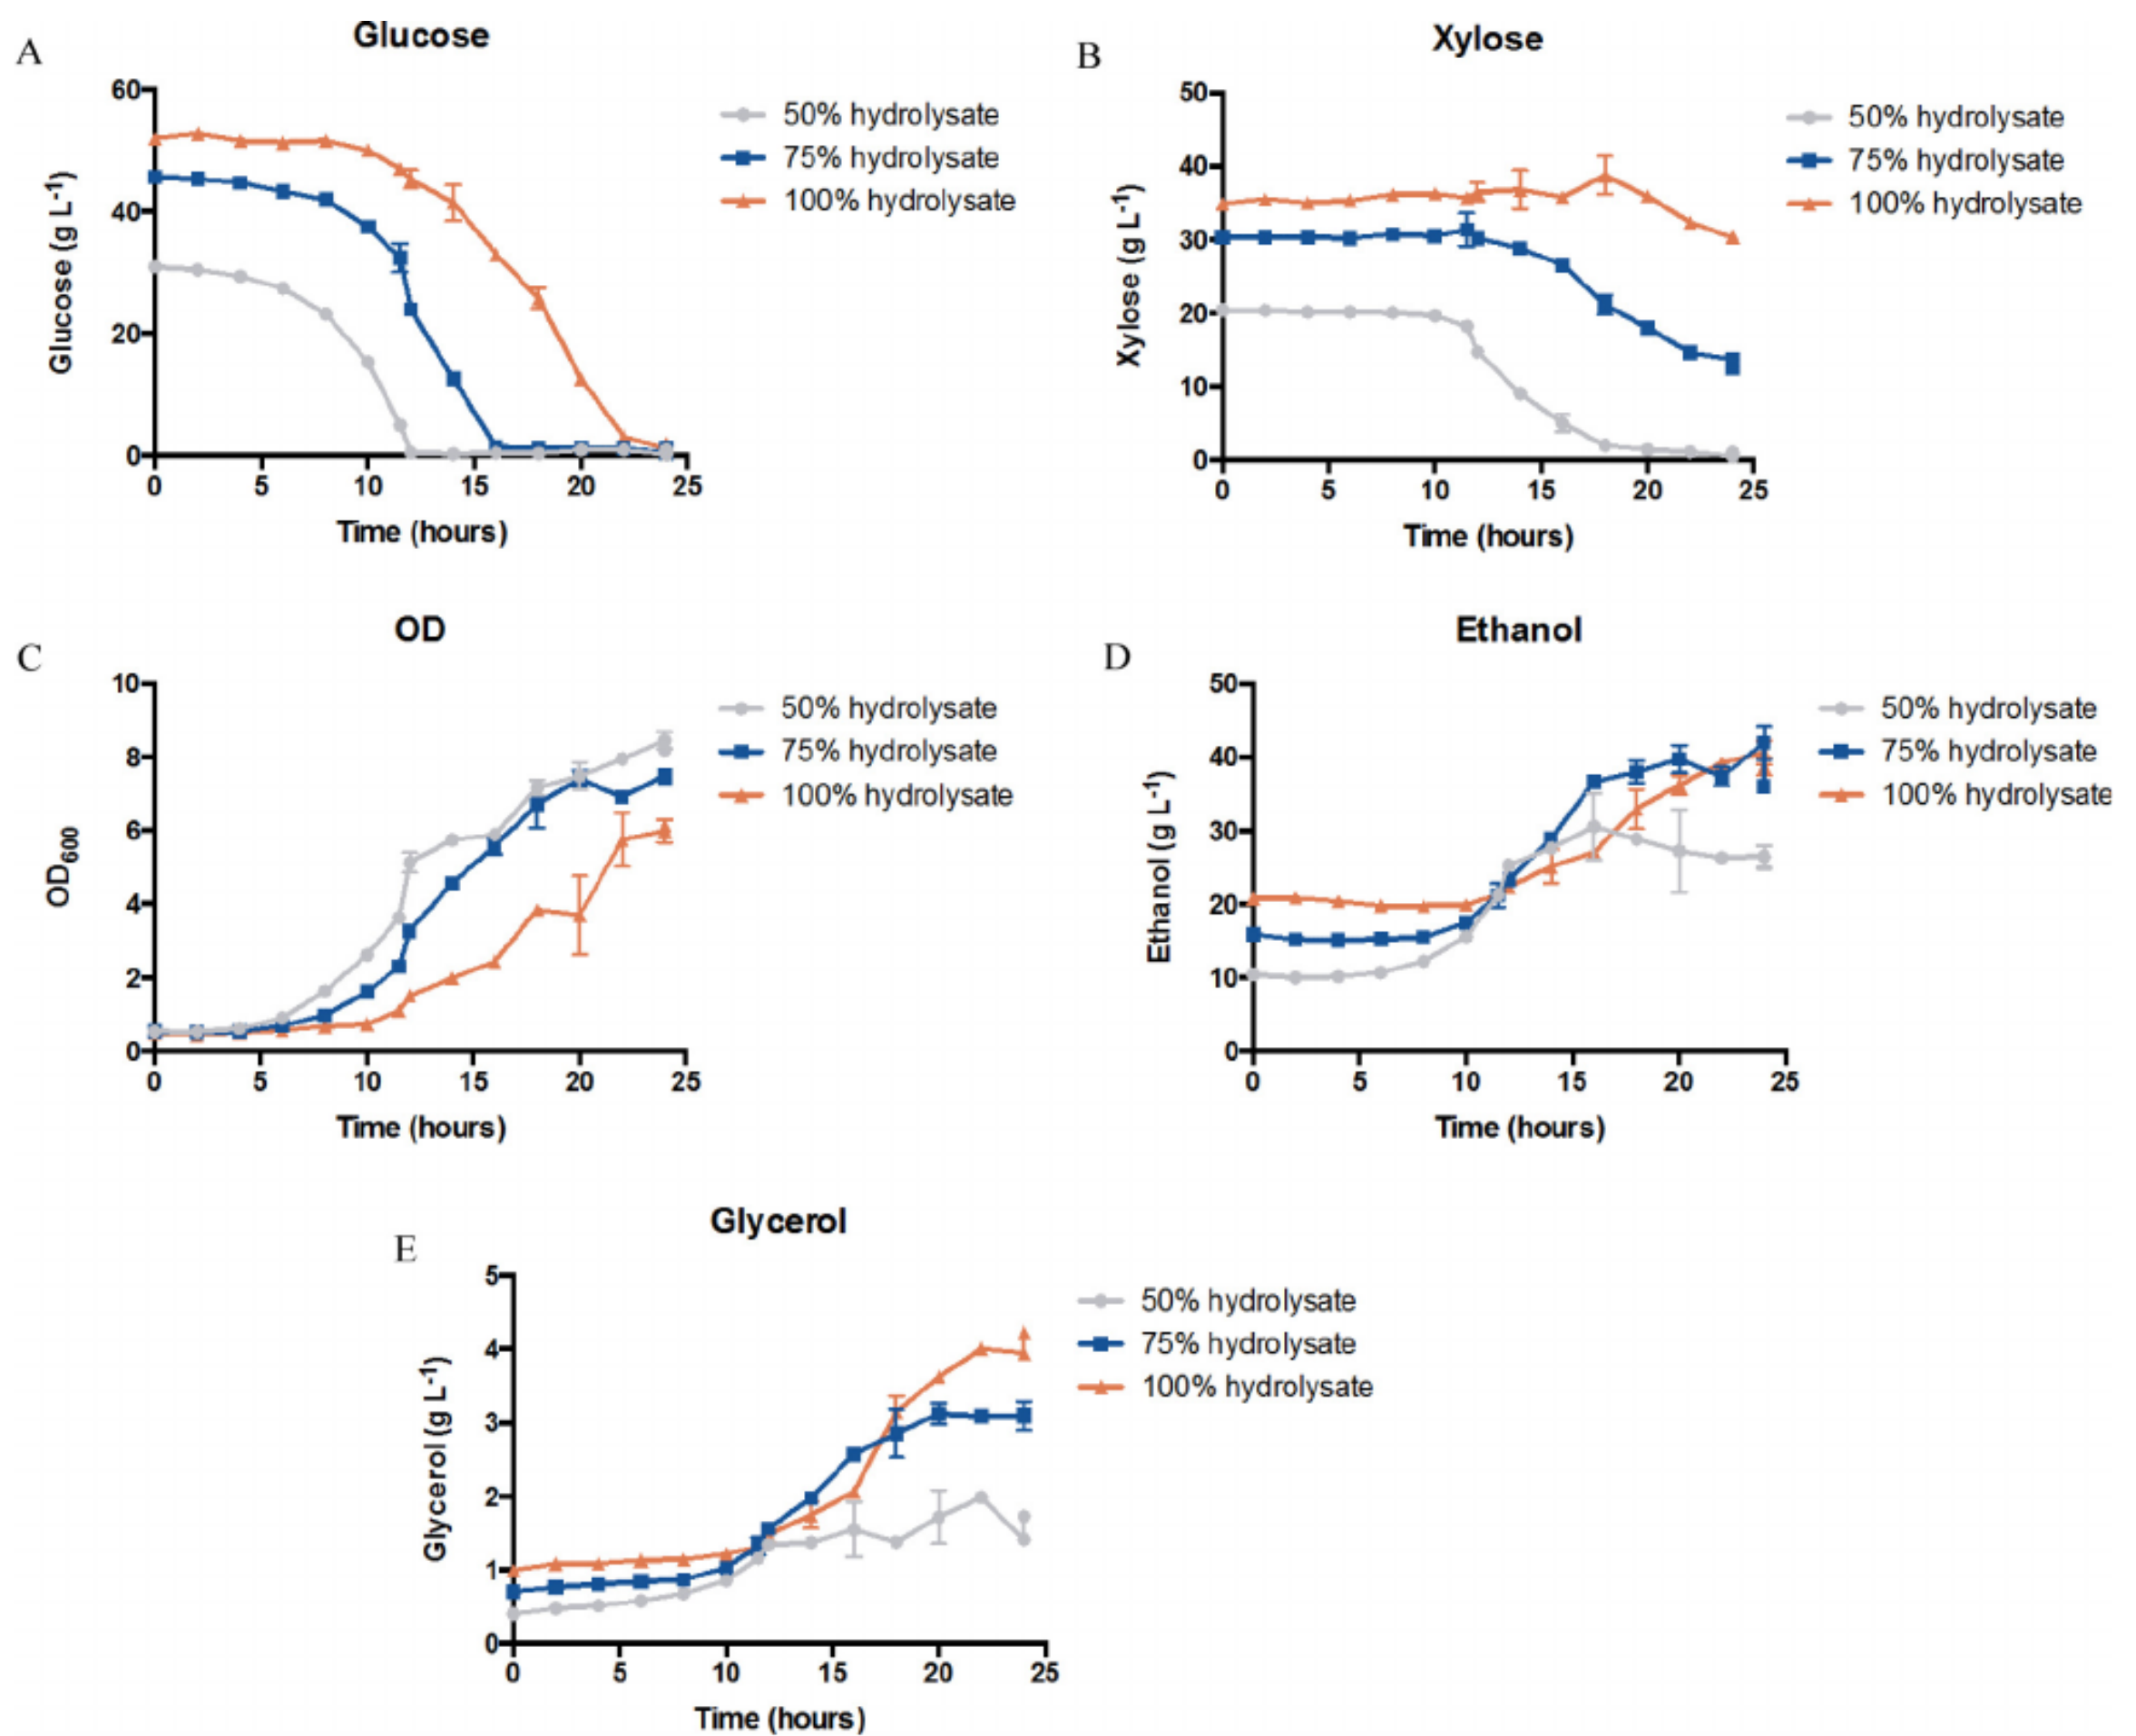 A
Glucose
60
40
20
0
0 5 10 15 20 25
Glucose (g L-1)
Time (hours)
50% hydrolysate
75% hydrolysate
100% hydrolysate
B
Xylose
50
40
30
20
10
0
0 5 10 15 20 25
Xylose (g L-1)
Time (hours)
50% hydrolysate
75% hydrolysate
100% hydrolysate
C
OD
10
8
6
4
2
0
0 5 10 15 20 25
OD600
Time (hours)
50% hydrolysate
75% hydrolysate
100% hydrolysate
D
Ethanol
50
40
30
20
10
0
0 5 10 15 20 25
Ethanol (g L-1)
Time (hours)
50% hydrolysate
75% hydrolysate
100% hydrolysate
E
Glycerol
5
4
3
2
1
0
0 5 10 15 20 25
Glycerol (g L-1)
Time (hours)
50% hydrolysate
75% hydrolysate
100% hydrolysate